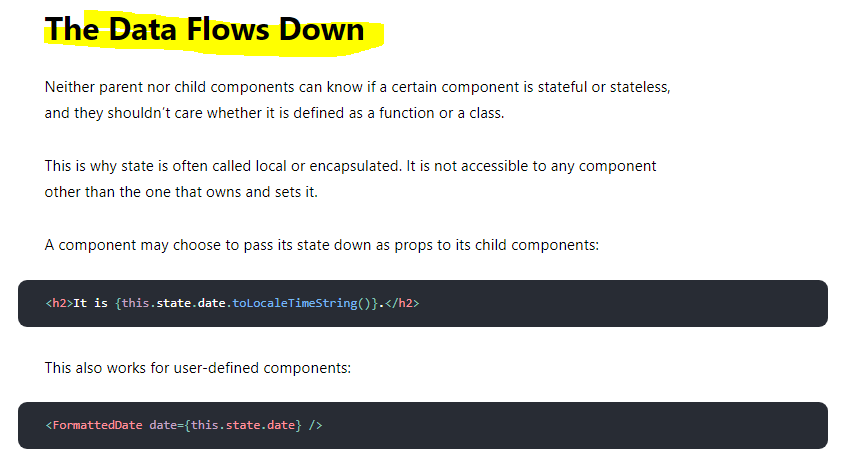 The Data Flows Down
Neither parent nor child components can know if a certain component is stateful or stateless,
and they shouldn’t care whether it is defined as a function or a class.
This is why state is often called local or encapsulated. It is not accessible to any component
other than the one that owns and sets it.
A component may choose to pass its state down as props to its child components:
<h2>It is {this.state.date.toLocaleTimeString()}.</h2>
This also works for user-defined components:
<FormattedDate date={this.state.date} />